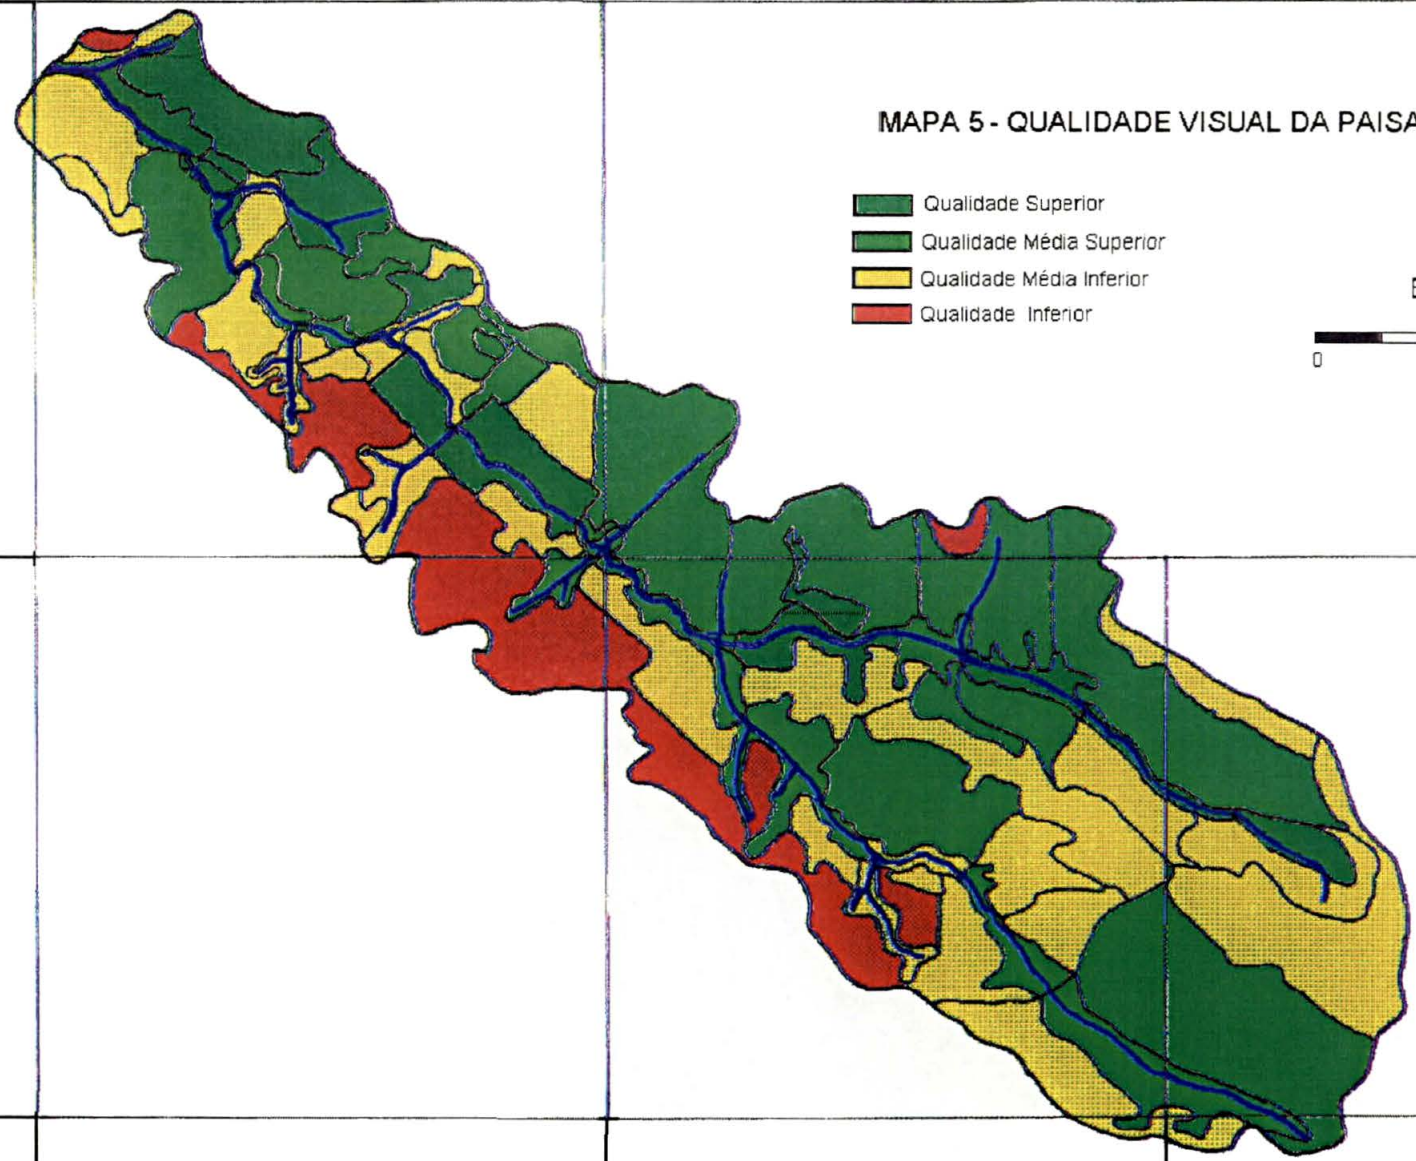 MAPA 5 - QUALIDADE VISUAL DA PAISA
Qualidade Superior
Qualidade Média Superior
Qualidade Média Inferior
Qualidade Inferior
E
0